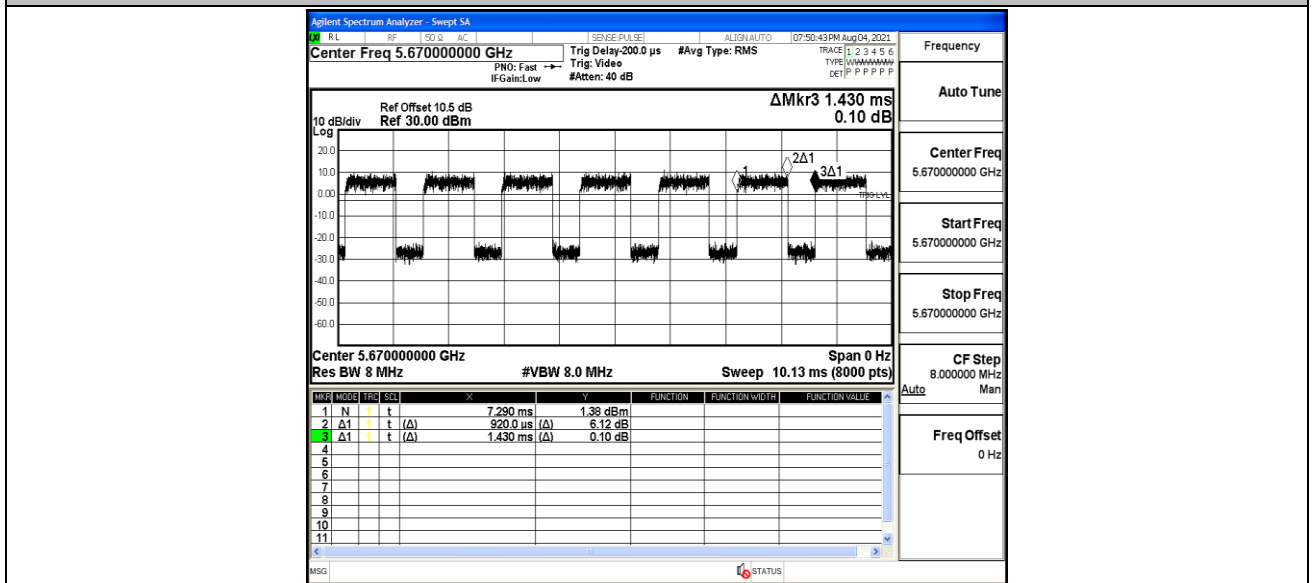 Agilent Spectrum Analyzer - Swept SA
LXI RL RF 50 Ω AC SENSE:PULSE ALIGN AUTO 07:50:43 PM Aug 04, 2021
Center Freq 5.670000000 GHz
PNO: Fast
IFGain:Low
Trig Delay-200.0 µs
Trig: Video
#Atten: 40 dB
#Avg Type: RMS
TRACE 1 2 3 4 5 6
TYPE WWWWWW
DET P P P P P P
Frequency
Auto Tune
Center Freq
5.670000000 GHz
Start Freq
5.670000000 GHz
Stop Freq
5.670000000 GHz
CF Step
8.000000 MHz
Auto Man
Freq Offset
0 Hz
ΔMkr3 1.430 ms
0.10 dB
Ref Offset 10.5 dB
10 dB/div Ref 30.00 dBm
Log
20.0
10.0
0.00
-10.0
-20.0
-30.0
-40.0
-50.0
-60.0
1
2Δ1
3Δ1
TRIG LVL
Center 5.670000000 GHz Span 0 Hz
Res BW 8 MHz #VBW 8.0 MHz Sweep 10.13 ms (8000 pts)
MKR MODE TRC SCL X Y FUNCTION FUNCTION WIDTH FUNCTION VALUE
1 N 1 t 7.290 ms 1.38 dBm
2 Δ1 1 t (Δ) 920.0 µs (Δ) 6.12 dB
3 Δ1 1 t (Δ) 1.430 ms (Δ) 0.10 dB
4
5
6
7
8
9
10
11
MSG STATUS